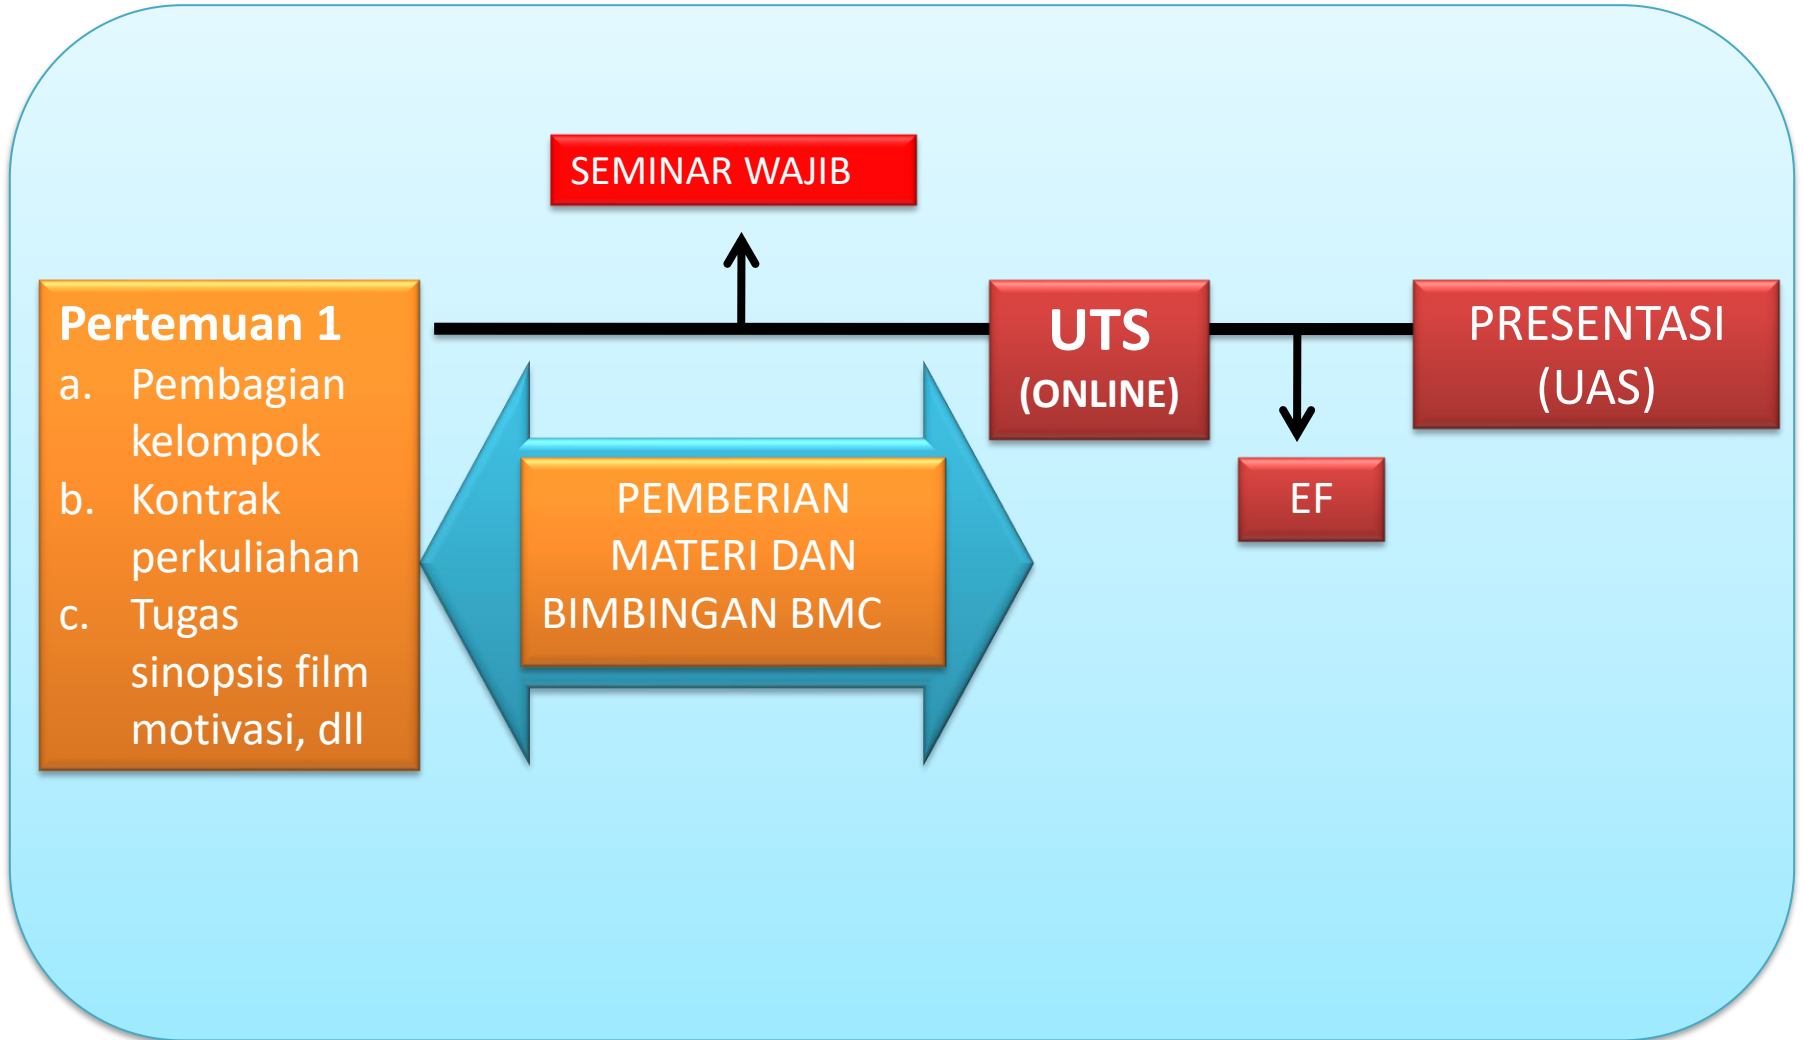 SEMINAR WAJIB
Pertemuan 1
a. Pembagian
kelompok
b. Kontrak
perkuliahan
c. Tugas
sinopsis film
motivasi, dll
PEMBERIAN
MATERI DAN
BIMBINGAN BMC
UTS
(ONLINE)
EF
PRESENTASI
(UAS)